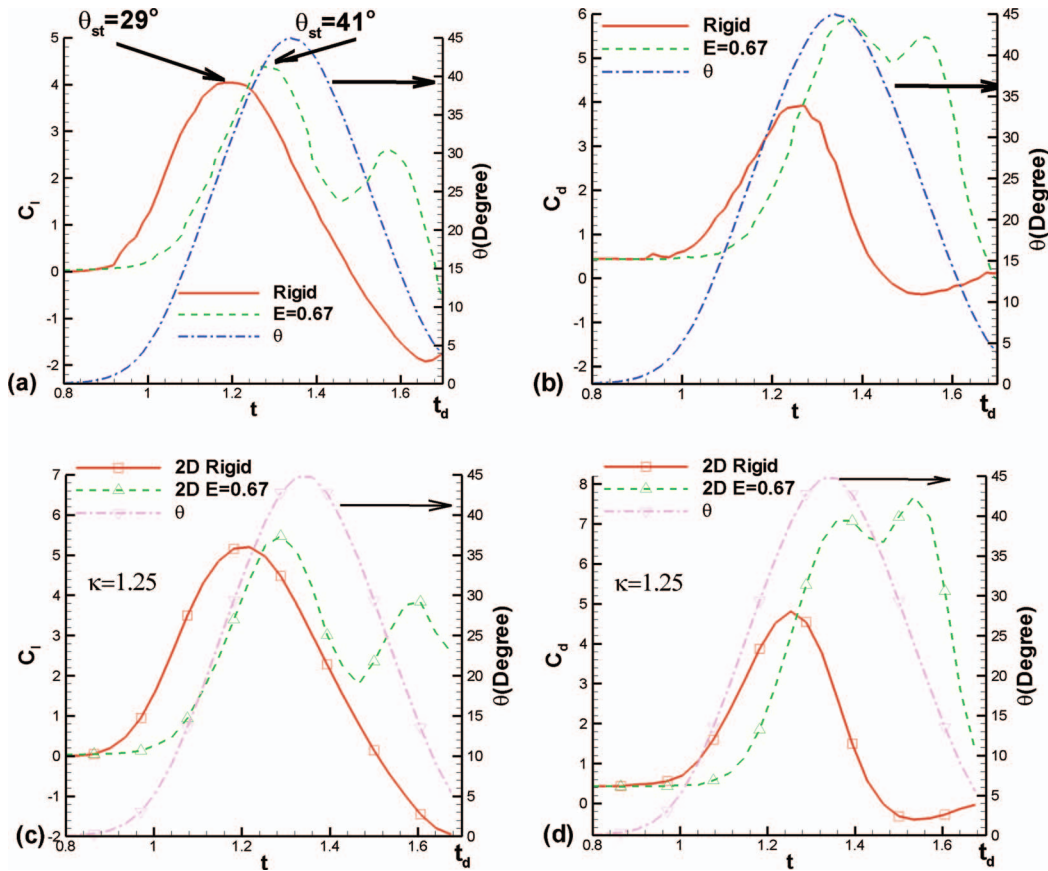 θst=29° θst=41°
5 45
4 40
3 35
2 30
1 25
0 20
-1 15
-2 10
5
0
Cl
θ(Degree)
Rigid
E=0.67
θ
(a)
0.8 1 1.2 1.4 1.6 td
t
Rigid
E=0.67
θ
6 45
5 40
4 35
3 30
2 25
1 20
0 15
-1 10
-2 5
0
Cd
θ(Degree)
(b)
0.8 1 1.2 1.4 1.6 td
t
2D Rigid
2D E=0.67
θ
7 45
6 40
5 35
4 30
3 25
2 20
1 15
0 10
-1 5
-2 0
Cl
κ=1.25
θ(Degree)
(c)
0.8 1 1.2 1.4 1.6 td
t
2D Rigid
2D E=0.67
θ
8 45
7 40
6 35
5 30
4 25
3 20
2 15
1 10
0 5
0
Cd
κ=1.25
θ(Degree)
(d)
0.8 1 1.2 1.4 1.6 td
t